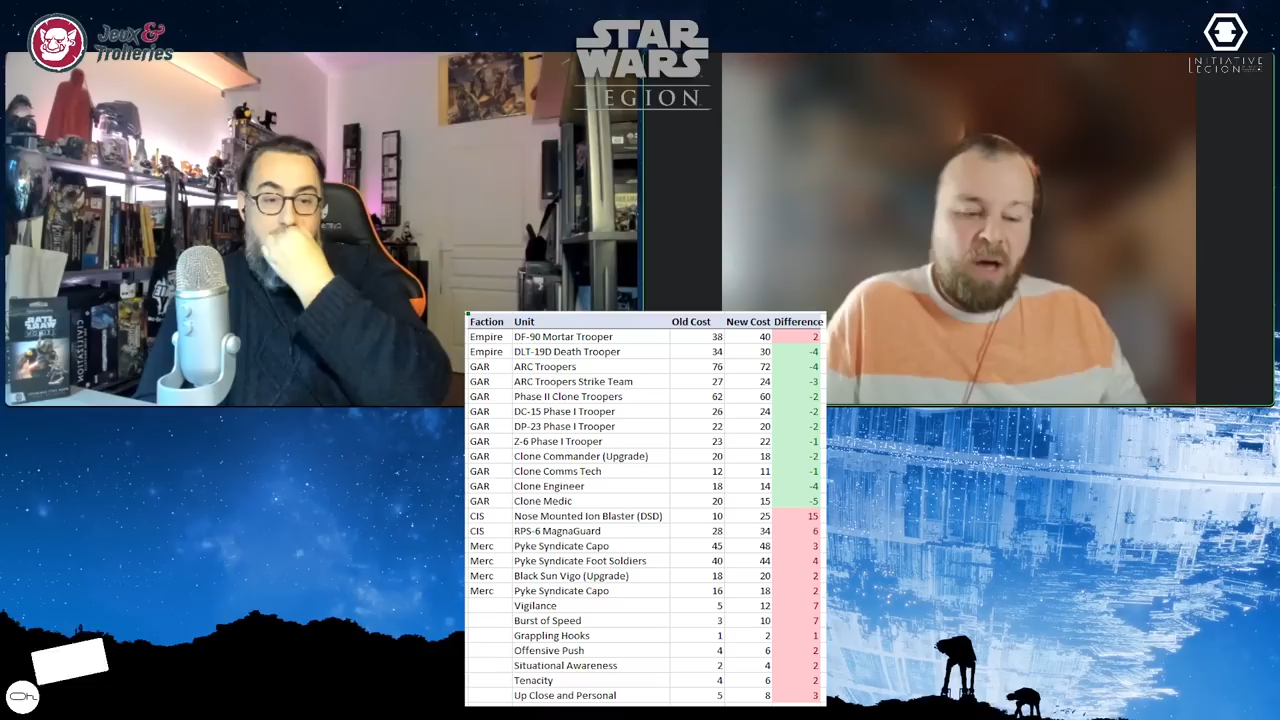 Jeux &
Trolleries
STAR
WARS
LEGION
INITIATIVE
LEGION
CIVILIZATION
Faction Unit Old Cost New Cost Difference
Empire DF-90 Mortar Trooper 38 40 2
Empire DLT-19D Death Trooper 34 30 -4
GAR ARC Troopers 76 72 -4
GAR ARC Troopers Strike Team 27 24 -3
GAR Phase II Clone Troopers 62 60 -2
GAR DC-15 Phase I Trooper 26 24 -2
GAR DP-23 Phase I Trooper 22 20 -2
GAR Z-6 Phase I Trooper 23 22 -1
GAR Clone Commander (Upgrade) 20 18 -2
GAR Clone Comms Tech 12 11 -1
GAR Clone Engineer 18 14 -4
GAR Clone Medic 20 15 -5
CIS Nose Mounted Ion Blaster (DSD) 10 25 15
CIS RPS-6 MagnaGuard 28 34 6
Merc Pyke Syndicate Capo 45 48 3
Merc Pyke Syndicate Foot Soldiers 40 44 4
Merc Black Sun Vigo (Upgrade) 18 20 2
Merc Pyke Syndicate Capo 16 18 2
Vigilance 5 12 7
Burst of Speed 3 10 7
Grappling Hooks 1 2 1
Offensive Push 4 6 2
Situational Awareness 2 4 2
Tenacity 4 6 2
Up Close and Personal 5 8 3